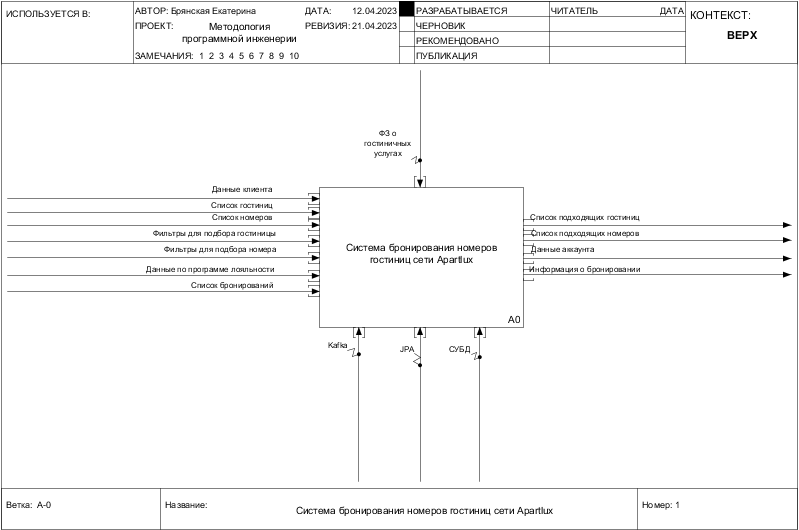 ИСПОЛЬЗУЕТСЯ В:
АВТОР: Брянская Екатерина
ДАТА: 12.04.2023
ПРОЕКТ: Методология
программной инженерии
РЕВИЗИЯ: 21.04.2023
ЗАМЕЧАНИЯ: 1 2 3 4 5 6 7 8 9 10
РАЗРАБАТЫВАЕТСЯ
ЧЕРНОВИК
РЕКОМЕНДОВАНО
ПУБЛИКАЦИЯ
ЧИТАТЕЛЬ ДАТА
КОНТЕКСТ:
ВЕРХ
ФЗ о
гостиничных
услугах
Данные клиента
Список гостиниц
Список номеров
Фильтры для подбора гостиницы
Фильтры для подбора номера
Данные по программе лояльности
Список бронирований
Система бронирования номеров
гостиниц сети Apartlux
A0
Список подходящих гостиниц
Список подходящих номеров
Данные аккаунта
Информация о бронировании
Kafka
JPA
СУБД
Ветка: A-0
Название:
Система бронирования номеров гостиниц сети Apartlux
Номер: 1